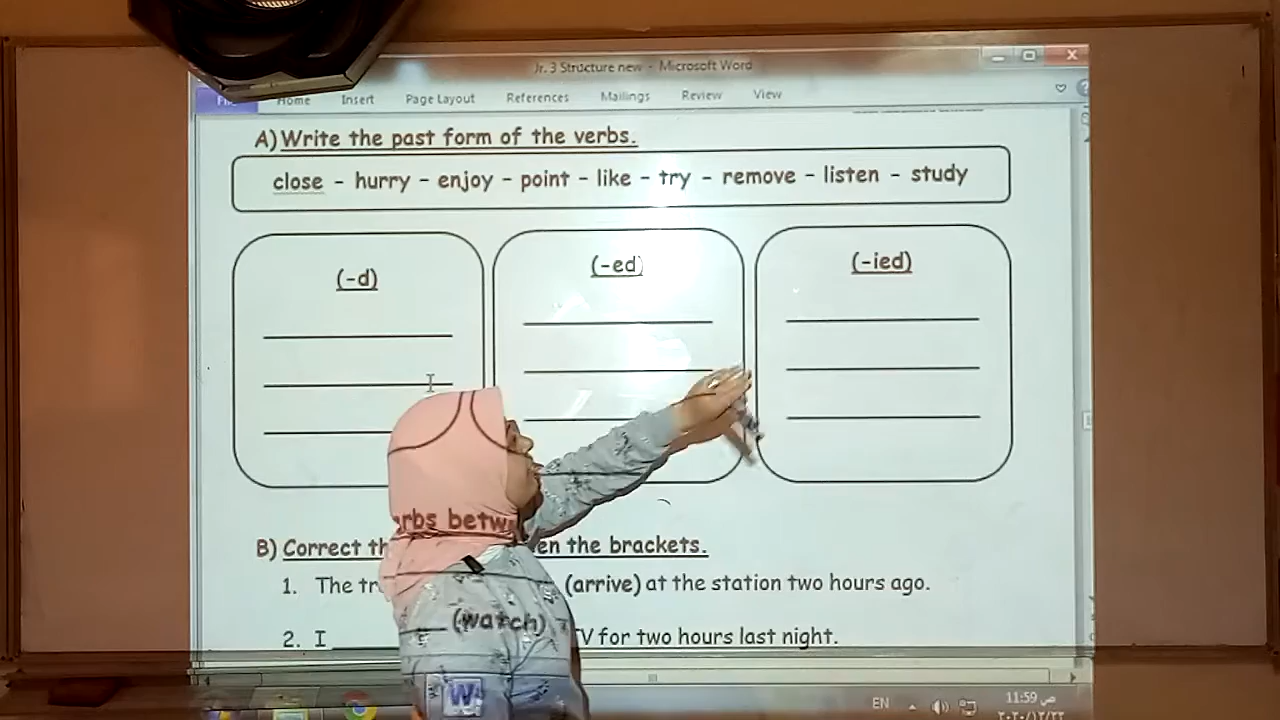 Jr. 3 Structure new - Microsoft Word
Home Insert Page Layout References Mailings Review View
A) Write the past form of the verbs.
close - hurry - enjoy - point - like - try - remove - listen - study
(-d) (-ed) (-ied)
B) Correct th erbs betw en the brackets.
1. The tr (arrive) at the station two hours ago.
2. I (watch) TV for two hours last night.
EN 11:59 ص